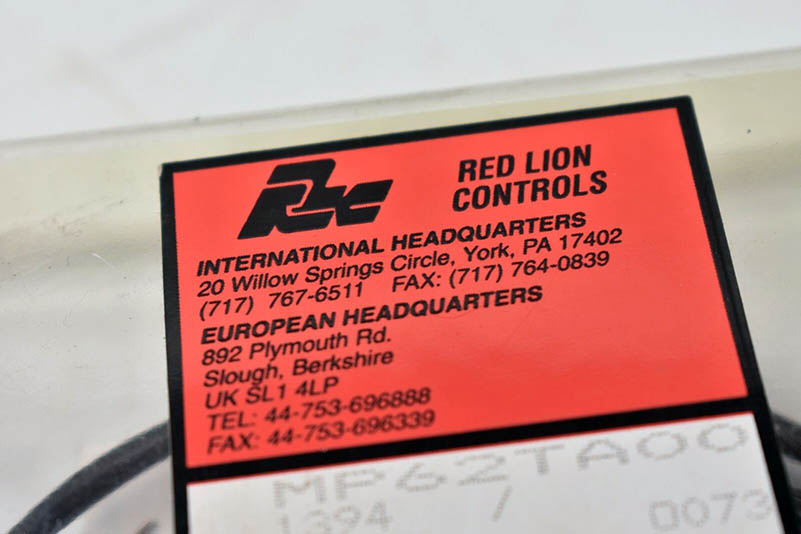 RLC
RED LION
CONTROLS
INTERNATIONAL HEADQUARTERS
20 Willow Springs Circle, York, PA 17402
(717) 767-6511 FAX: (717) 764-0839
EUROPEAN HEADQUARTERS
892 Plymouth Rd.
Slough, Berkshire
UK SL1 4LP
TEL: 44-753-696888
FAX: 44-753-696339
MP62TA00
1394 / 0073